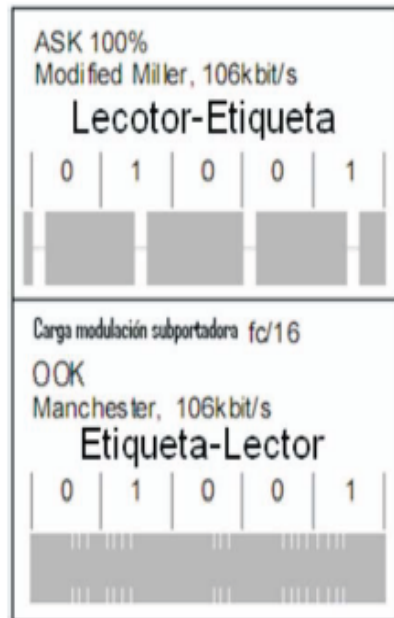 ASK 100%
Modified Miller, 106kbit/s
Lecotor-Etiqueta
0 1 0 0 1
Carga modulación subportadora fc/16
OOK
Manchester, 106kbit/s
Etiqueta-Lector
0 1 0 0 1